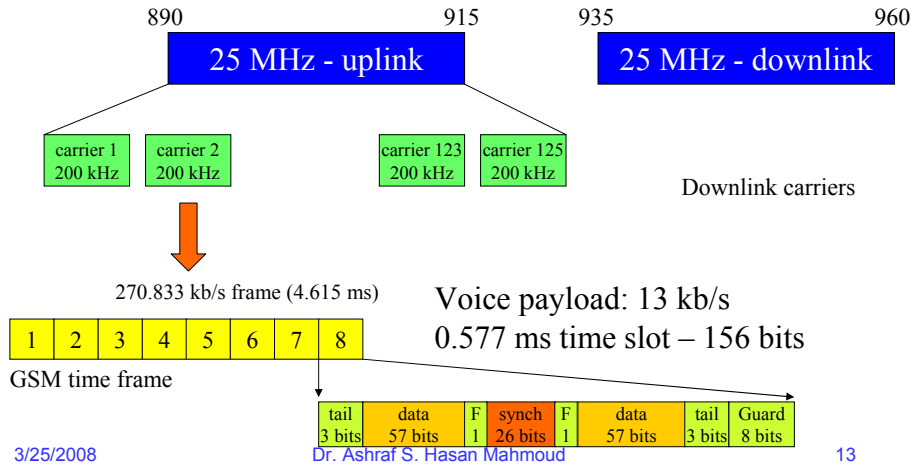 890 915 935 960
25 MHz - uplink 25 MHz - downlink
carrier 1 carrier 2 carrier 123 carrier 125
200 kHz 200 kHz 200 kHz 200 kHz
Downlink carriers
270.833 kb/s frame (4.615 ms)
Voice payload: 13 kb/s
0.577 ms time slot – 156 bits
1 2 3 4 5 6 7 8
GSM time frame
tail data F synch F data tail Guard
3 bits 57 bits 1 26 bits 1 57 bits 3 bits 8 bits
3/25/2008 Dr. Ashraf S. Hasan Mahmoud 13